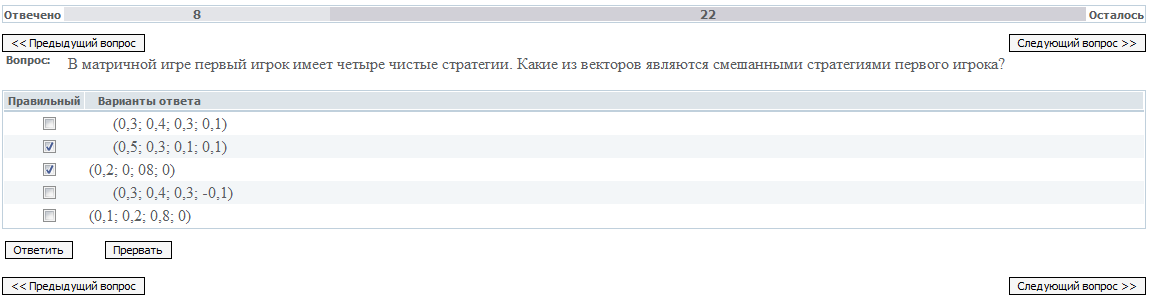 Отвечено 8 22 Осталось
<< Предыдущий вопрос Следующий вопрос >>
Вопрос: В матричной игре первый игрок имеет четыре чистые стратегии. Какие из векторов являются смешанными стратегиями первого игрока?
Правильный Варианты ответа
(0,3; 0,4; 0,3; 0,1)
(0,5; 0,3; 0,1; 0,1)
(0,2; 0; 08; 0)
(0,3; 0,4; 0,3; -0,1)
(0,1; 0,2; 0,8; 0)
Ответить Прервать
<< Предыдущий вопрос Следующий вопрос >>